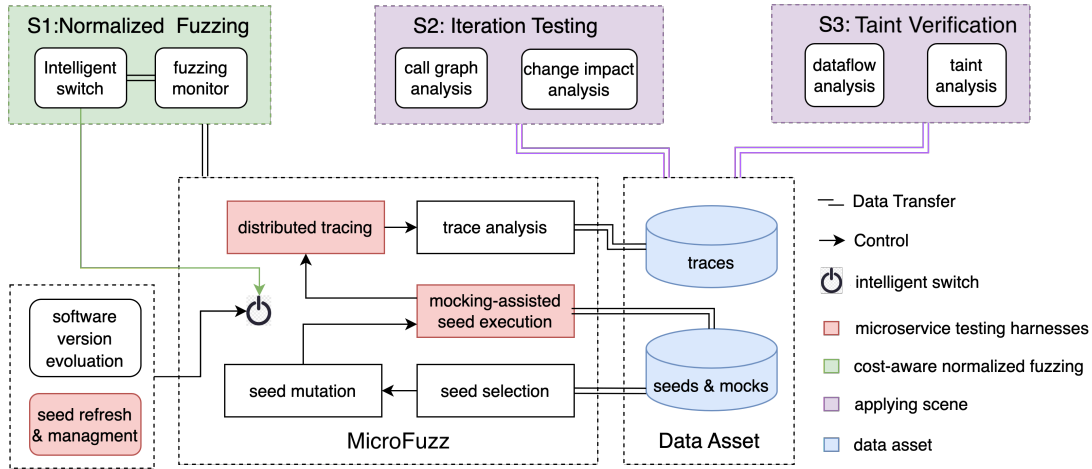 S1:Normalized Fuzzing
Intelligent
switch
fuzzing
monitor
S2: Iteration Testing
call graph
analysis
change impact
analysis
S3: Taint Verification
dataflow
analysis
taint
analysis
distributed tracing
trace analysis
mocking-assisted
seed execution
seed mutation
seed selection
MicroFuzz
traces
seeds & mocks
Data Asset
software
version
evoluation
seed refresh
& managment
Data Transfer
Control
intelligent switch
microservice testing harnesses
cost-aware normalized fuzzing
applying scene
data asset